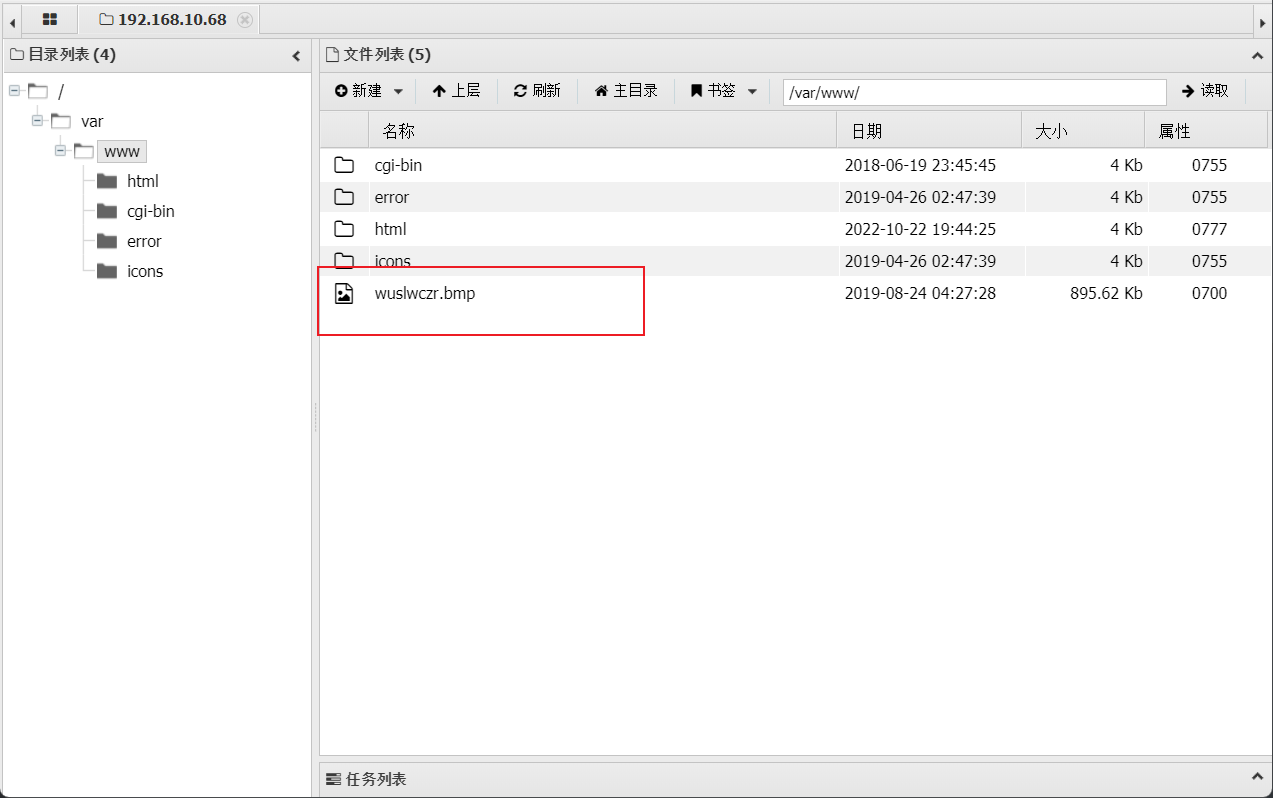 192.168.10.68
目录列表 (4)
/
var
www
html
cgi-bin
error
icons
文件列表 (5)
新建 上层 刷新 主目录 书签 /var/www/ 读取
名称 日期 大小 属性
cgi-bin 2018-06-19 23:45:45 4 Kb 0755
error 2019-04-26 02:47:39 4 Kb 0755
html 2022-10-22 19:44:25 4 Kb 0777
icons 2019-04-26 02:47:39 4 Kb 0755
wuslwczr.bmp 2019-08-24 04:27:28 895.62 Kb 0700
任务列表